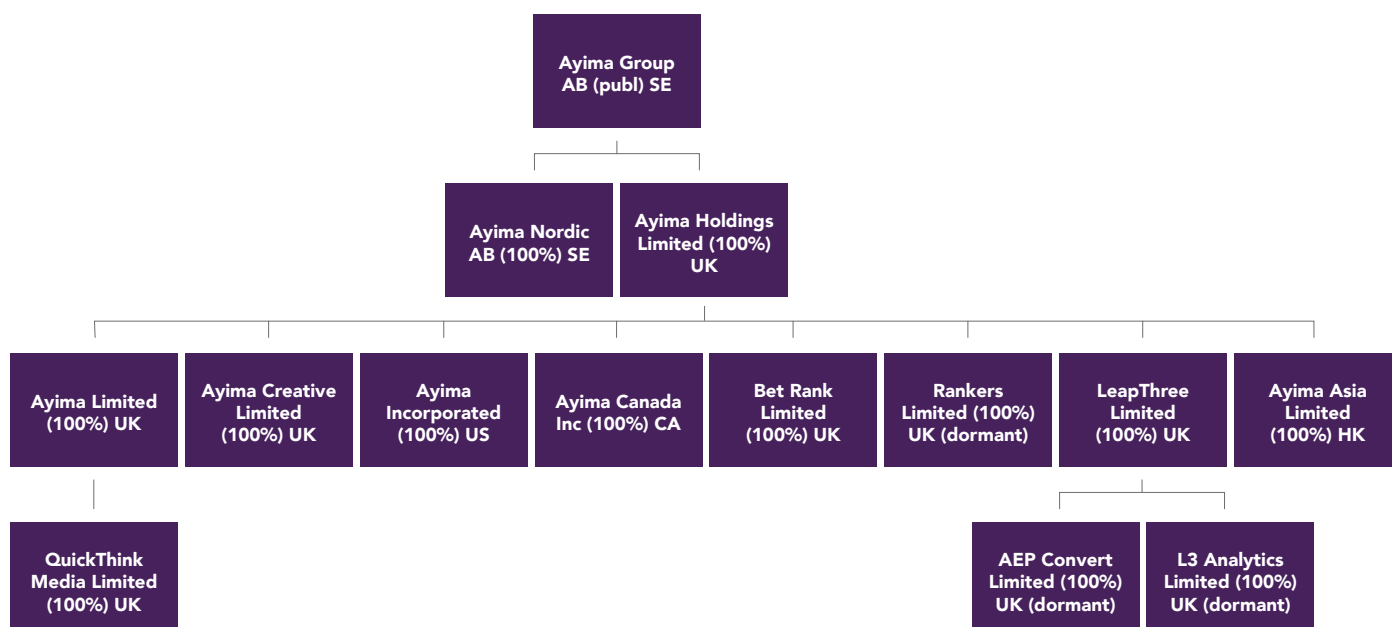 Ayima Group
AB (publ) SE
Ayima Nordic
AB (100%) SE
Ayima Holdings
Limited (100%)
UK
Ayima Limited
(100%) UK
Ayima Creative
Limited
(100%) UK
Ayima
Incorporated
(100%) US
Ayima Canada
Inc (100%) CA
Bet Rank
Limited
(100%) UK
Rankers
Limited (100%)
UK (dormant)
LeapThree
Limited
(100%) UK
Ayima Asia
Limited
(100%) HK
QuickThink
Media Limited
(100%) UK
AEP Convert
Limited (100%)
UK (dormant)
L3 Analytics
Limited (100%)
UK (dormant)